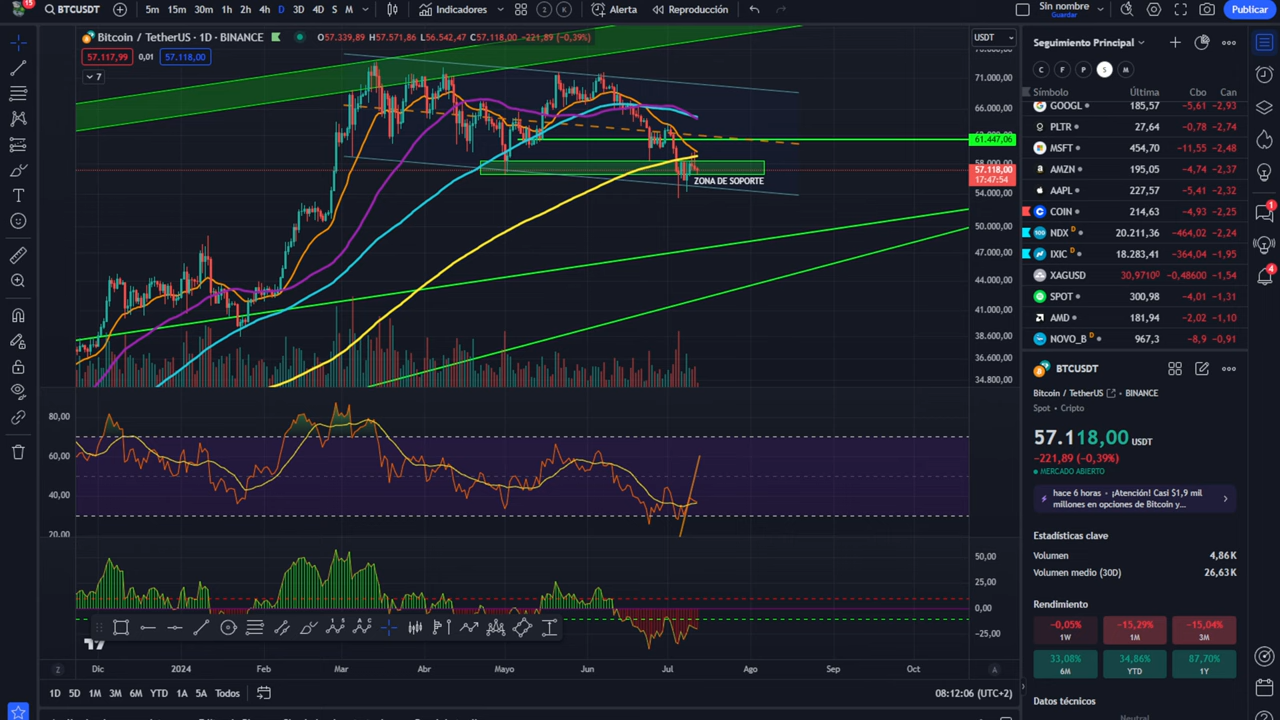 15
BTCUSDT
5m 15m 30m 1h 2h 4h D 3D 4D S M
Indicadores
2 K
Alerta
Reproducción
Sin nombre
Guardar
Publicar
Bitcoin / TetherUS · 1D · BINANCE
O57.339,89 H57.571,86 L56.542,47 C57.118,00 −221,89 (−0,39%)
USDT
57.117,99 0,01 57.118,00
7
71.000,00
66.000,00
61.447,06
57.118,00
17:47:54
54.000,00
50.000,00
47.000,00
44.000,00
41.000,00
38.600,00
36.600,00
34.800,00
ZONA DE SOPORTE
80,00
60,00
40,00
20,00
50,00
25,00
0,00
−25,00
Z
Dic 2024 Feb Mar Abr Mayo Jun Jul Ago Sep Oct
A
1D 5D 1M 3M 6M YTD 1A 5A Todos
08:12:06 (UTC+2)
Seguimiento Principal
C F P S M
Símbolo Última Cbo Can
GOOGL 185,57 −5,61 −2,93
PLTR 27,64 −0,78 −2,74
MSFT 454,70 −11,55 −2,48
AMZN 195,05 −4,74 −2,37
AAPL 227,57 −5,41 −2,32
COIN 214,63 −4,93 −2,25
NDX D 20.211,36 −464,02 −2,24
IXIC D 18.283,41 −364,04 −1,95
XAGUSD 30,9710⁰ −0,48600 −1,54
SPOT 300,98 −4,01 −1,31
AMD 181,94 −2,02 −1,10
NOVO_B D 967,3 −8,9 −0,91
BTCUSDT
Bitcoin / TetherUS · BINANCE
Spot · Cripto
57.118,00 USDT
−221,89 (−0,39%)
MERCADO ABIERTO
hace 6 horas · ¡Atención! Casi $1,9 mil
millones en opciones de Bitcoin y...
Estadísticas clave
Volumen 4,86K
Volumen medio (30D) 26,63K
Rendimiento
−0,05% −15,29% −15,04%
1W 1M 3M
33,08% 34,86% 87,70%
6M YTD 1Y
Datos técnicos
Neutral
1
4